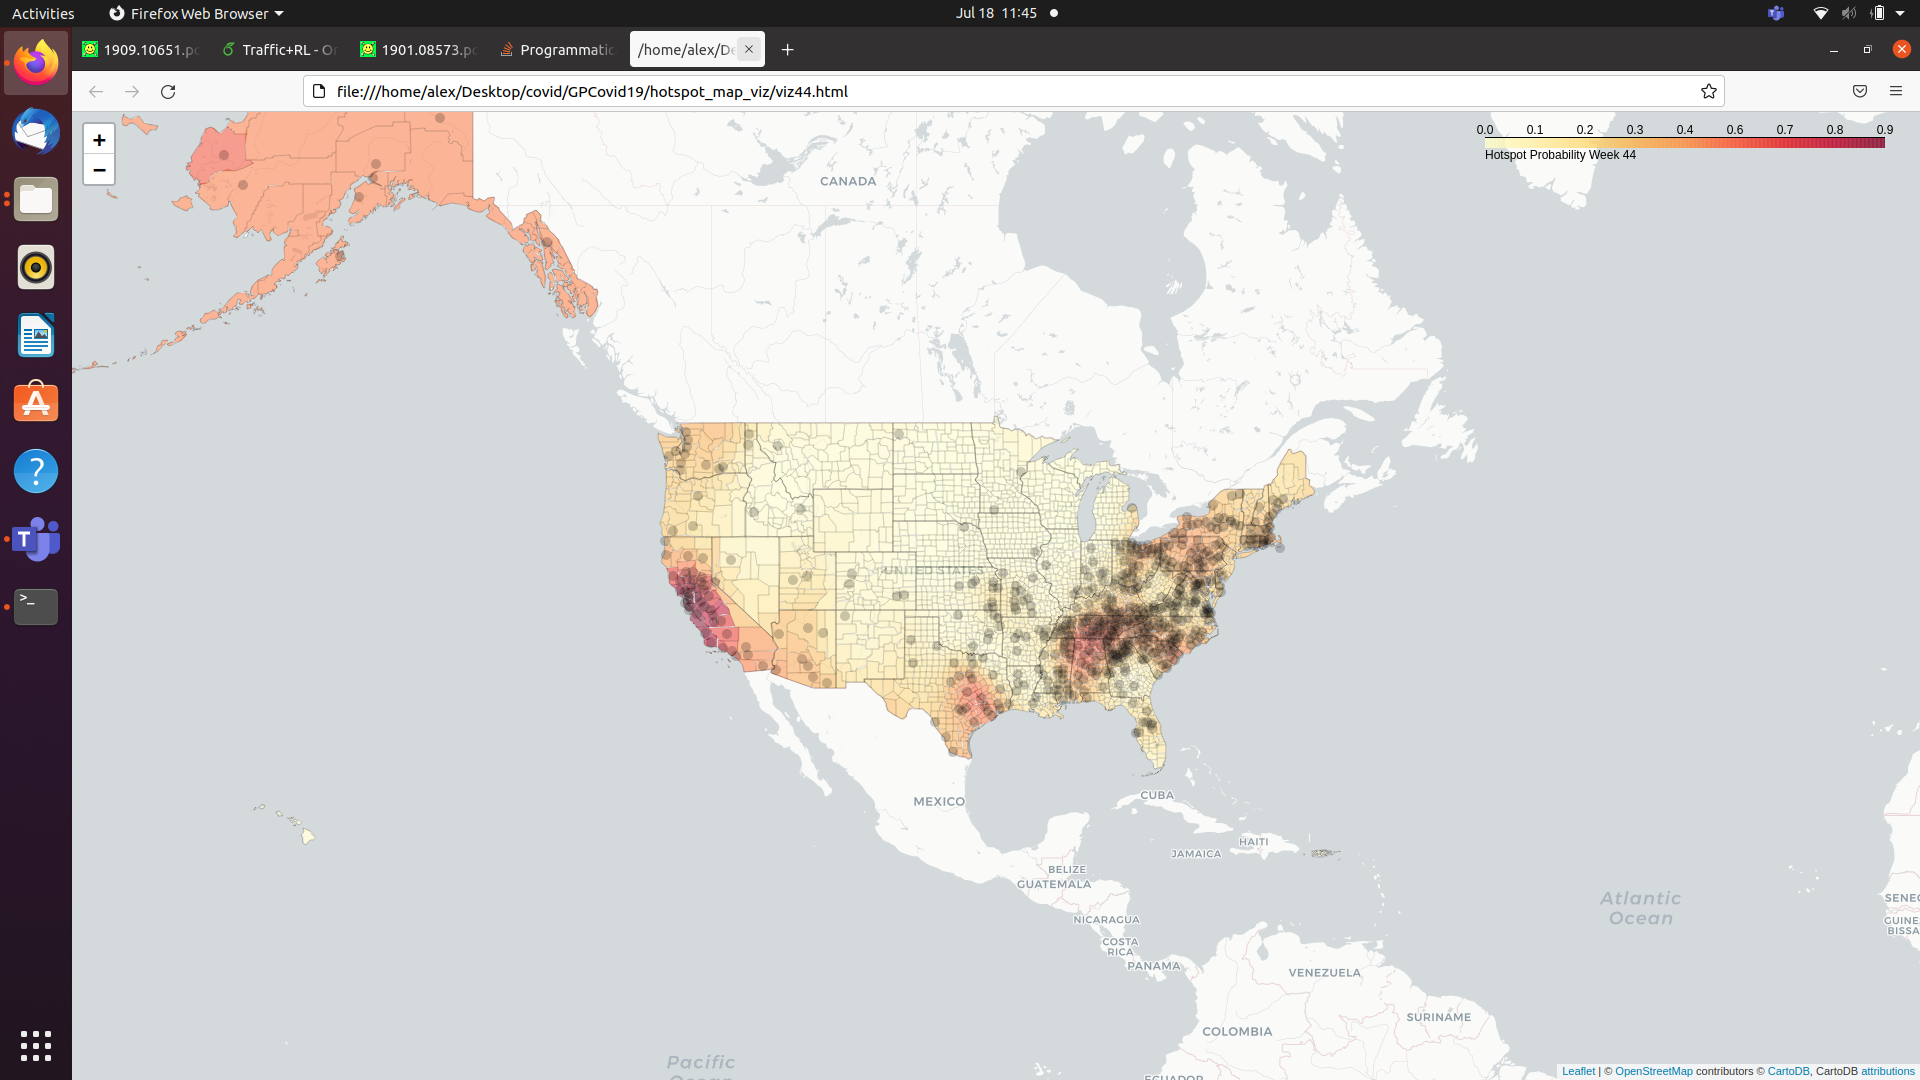 Activities
Firefox Web Browser
Jul 18 11:45
1909.10651.p
Traffic+RL - O
1901.08573.p
Programmatic
/home/alex/De
file:///home/alex/Desktop/covid/GPCovid19/hotspot_map_viz/viz44.html
+
−
0.0 0.1 0.2 0.3 0.4 0.6 0.7 0.8 0.9
Hotspot Probability Week 44
CANADA
UNITED STATES
MEXICO
CUBA
HAITI
JAMAICA
BELIZE
GUATEMALA
NICARAGUA
COSTA
RICA
PANAMA
VENEZUELA
COLOMBIA
SURINAME
ECUADOR
Atlantic
Ocean
Pacific
Ocean
SENEG
GUINE
BISSA
Leaflet | © OpenStreetMap contributors © CartoDB, CartoDB attributions